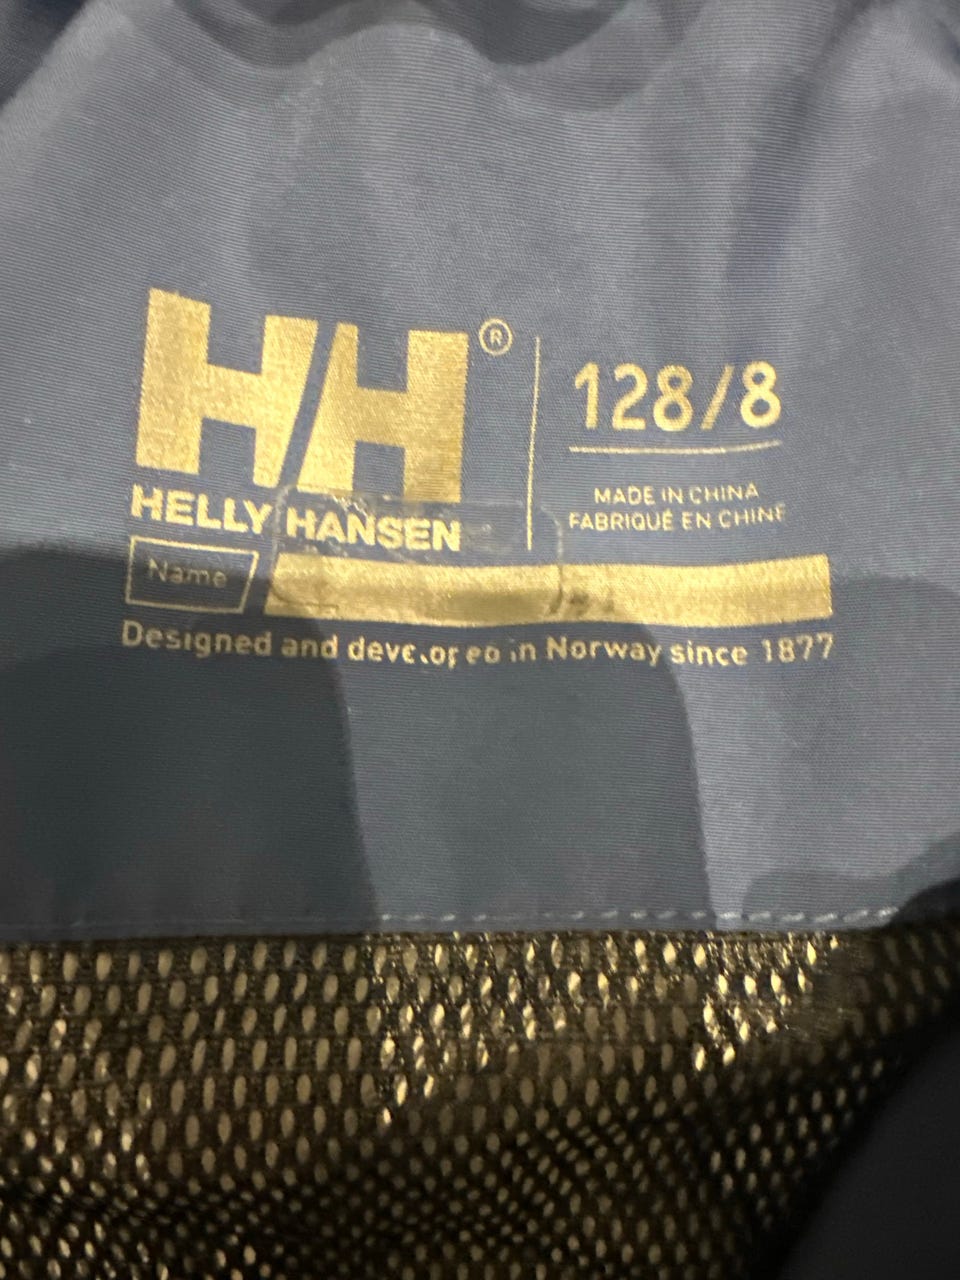 HH®
HELLY HANSEN
128/8
MADE IN CHINA
FABRIQUÉ EN CHINE
Name
Designed and developed in Norway since 1877